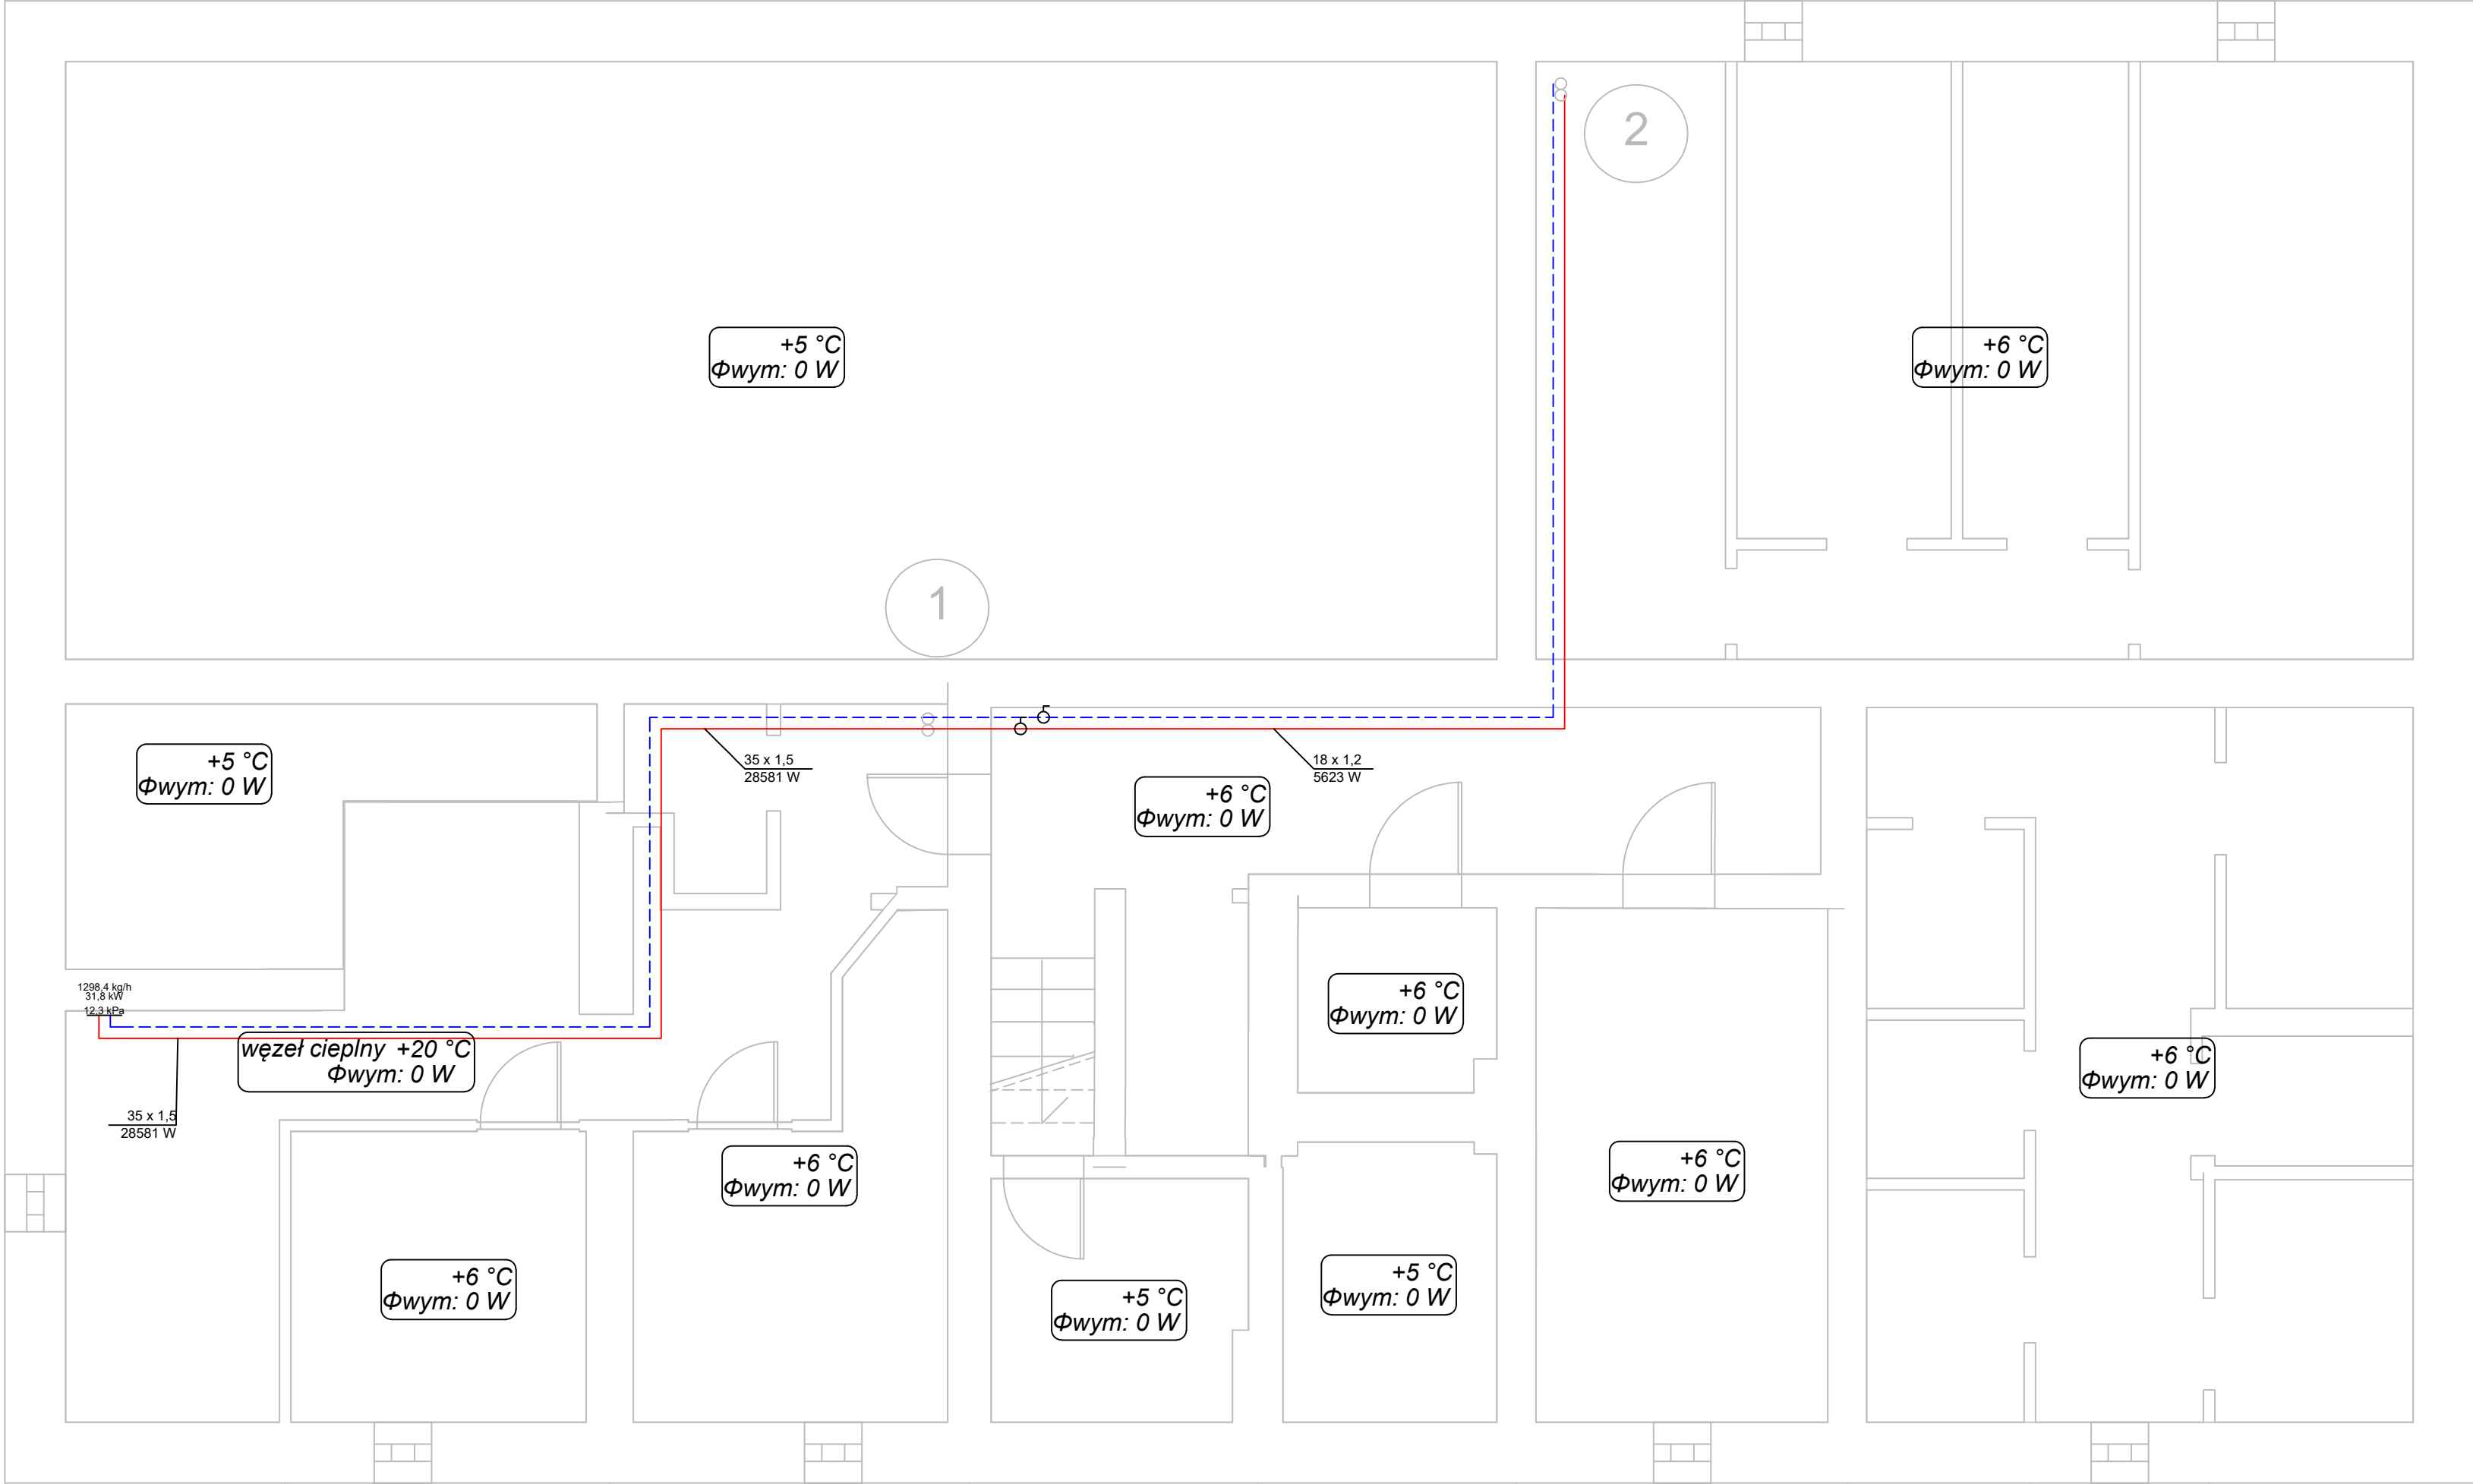 2
+5 °C
Φwym: 0 W
+6 °C
Φwym: 0 W
1
35 x 1,5
28581 W
18 x 1,2
5623 W
+5 °C
Φwym: 0 W
+6 °C
Φwym: 0 W
1298,4 kg/h
31,8 kW
12,3 kPa
+6 °C
Φwym: 0 W
węzeł cieplny +20 °C
Φwym: 0 W
+6 °C
Φwym: 0 W
35 x 1,5
28581 W
+6 °C
Φwym: 0 W
+6 °C
Φwym: 0 W
+6 °C
Φwym: 0 W
+5 °C
Φwym: 0 W
+5 °C
Φwym: 0 W